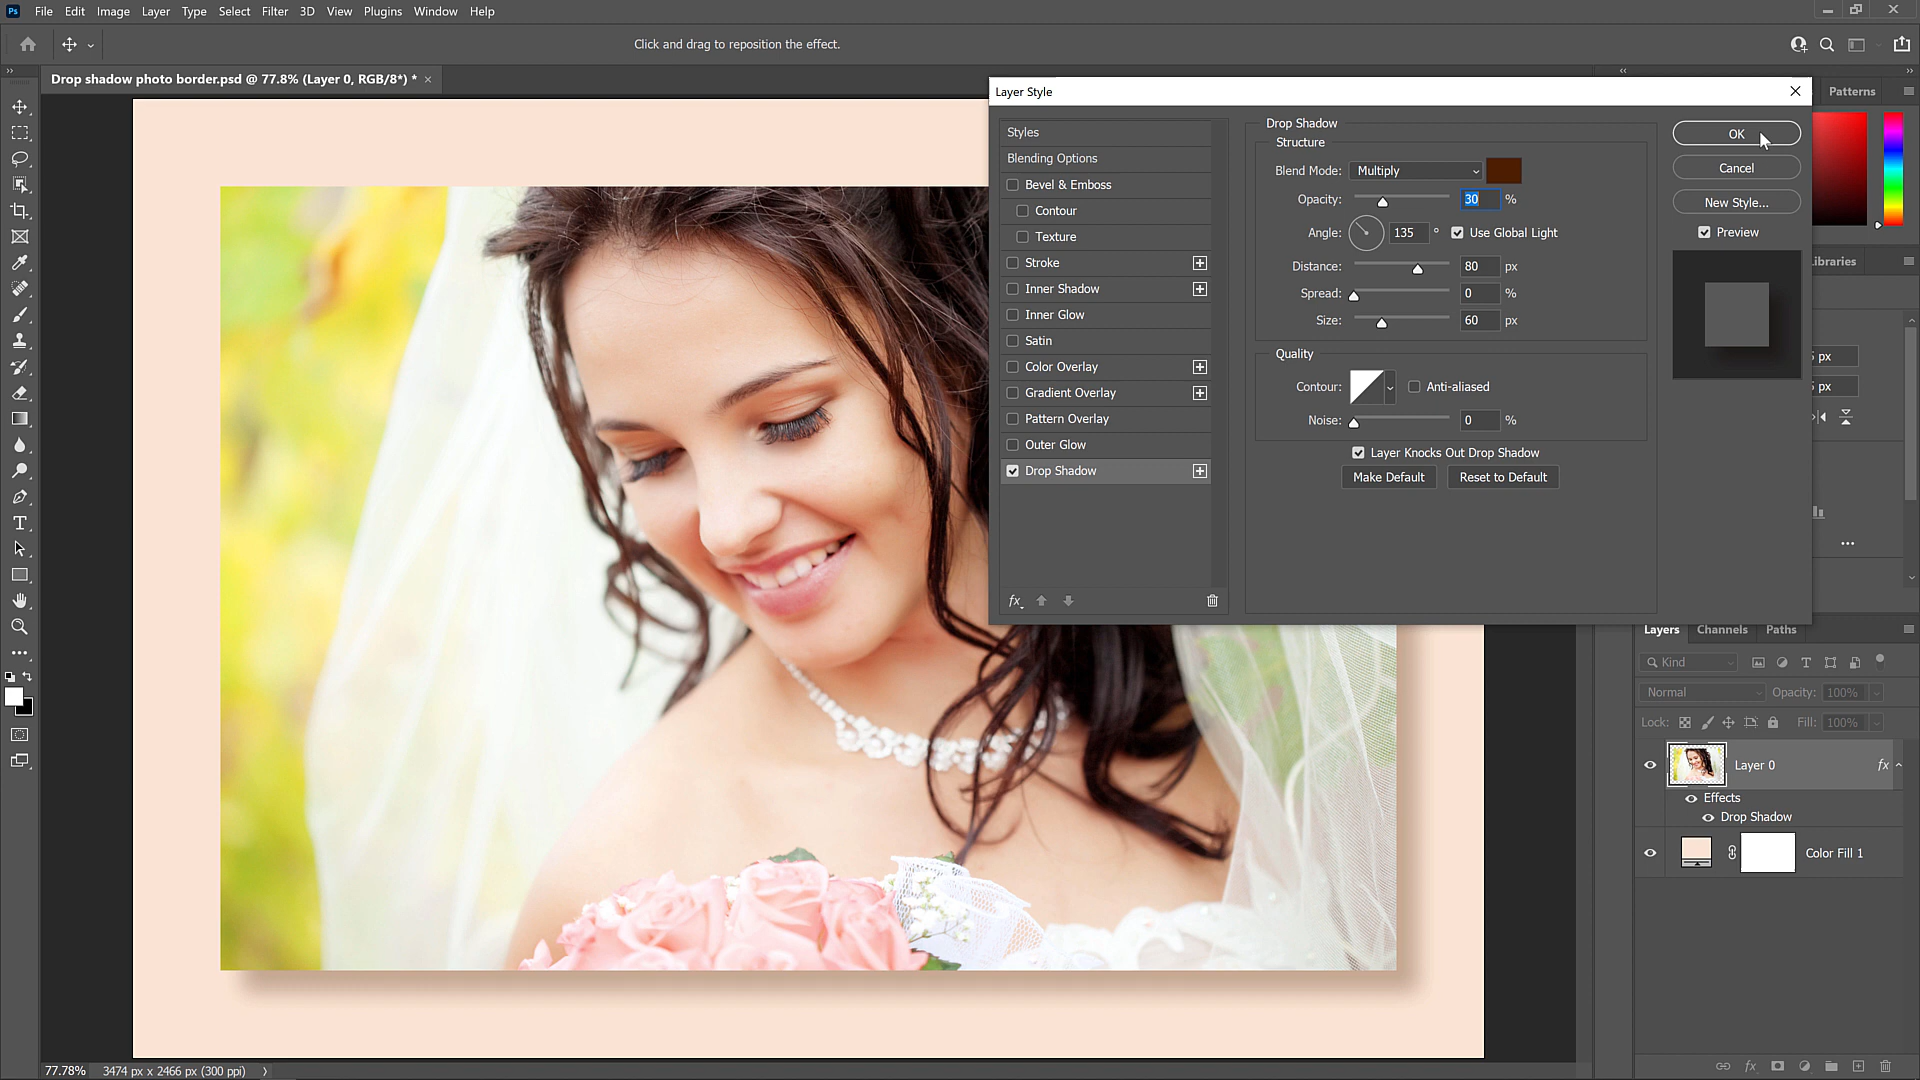 Ps File Edit Image Layer Type Select Filter 3D View Plugins Window Help
Click and drag to reposition the effect.
Drop shadow photo border.psd @ 77.8% (Layer 0, RGB/8*) * ×
Layer Style
Styles
Blending Options
Bevel & Emboss
Contour
Texture
Stroke
Inner Shadow
Inner Glow
Satin
Color Overlay
Gradient Overlay
Pattern Overlay
Outer Glow
Drop Shadow
fx
Drop Shadow
Structure
Blend Mode: Multiply
Opacity: 30 %
Angle: 135 ° Use Global Light
Distance: 80 px
Spread: 0 %
Size: 60 px
Quality
Contour: Anti-aliased
Noise: 0 %
Layer Knocks Out Drop Shadow
Make Default Reset to Default
OK
Cancel
New Style...
Preview
Patterns
ibraries
px
px
Layers Channels Paths
Kind
Normal Opacity: 100%
Lock: Fill: 100%
Layer 0 fx
Effects
Drop Shadow
Color Fill 1
fx
77.78% 3474 px x 2466 px (300 ppi)